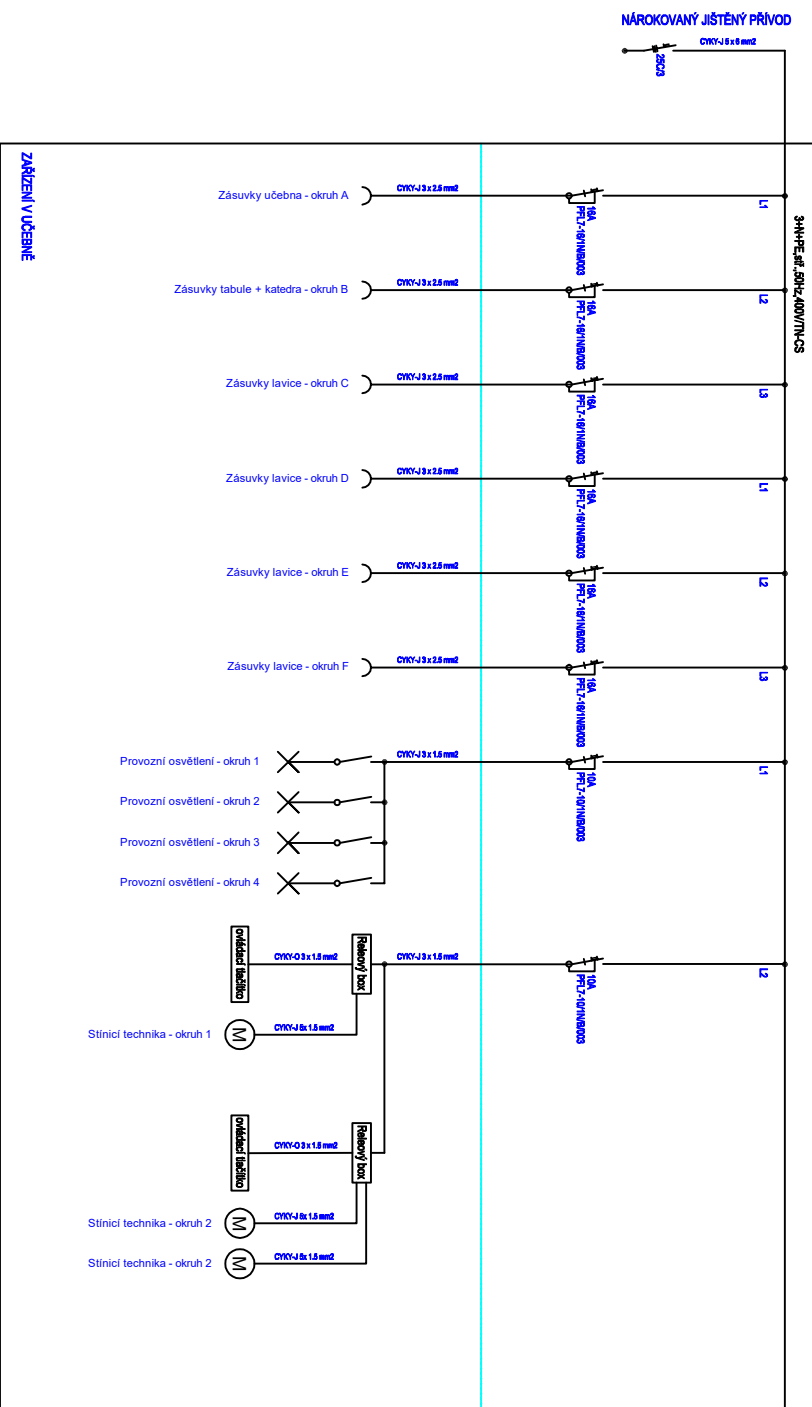 NÁROKOVANÝ JIŠTĚNÝ PŘÍVOD
CYKY-J 5 x 6 mm2
25C/3
ZAŘÍZENÍ V UČEBNĚ
3+N+PE,stř.,50Hz,400V/TN-CS
Zásuvky učebna - okruh A
CYKY-J 3 x 2.5 mm2
16A
PFL7-16/1N/B/003
L1
Zásuvky tabule + katedra - okruh B
CYKY-J 3 x 2.5 mm2
16A
PFL7-16/1N/B/003
L2
Zásuvky lavice - okruh C
CYKY-J 3 x 2.5 mm2
16A
PFL7-16/1N/B/003
L3
Zásuvky lavice - okruh D
CYKY-J 3 x 2.5 mm2
16A
PFL7-16/1N/B/003
L1
Zásuvky lavice - okruh E
CYKY-J 3 x 2.5 mm2
16A
PFL7-16/1N/B/003
L2
Zásuvky lavice - okruh F
CYKY-J 3 x 2.5 mm2
16A
PFL7-16/1N/B/003
L3
Provozní osvětlení - okruh 1
CYKY-J 3 x 1.5 mm2
10A
PFL7-10/1N/B/003
L1
Provozní osvětlení - okruh 2
Provozní osvětlení - okruh 3
Provozní osvětlení - okruh 4
ovládací tlačítko
CYKY-O 3 x 1.5 mm2
Releový box
CYKY-J 3 x 1.5 mm2
10A
PFL7-10/1N/B/003
L2
Stínicí technika - okruh 1
M
CYKY-J 5x 1.5 mm2
ovládací tlačítko
CYKY-O 3 x 1.5 mm2
Releový box
Stínicí technika - okruh 2
M
CYKY-J 5x 1.5 mm2
Stínicí technika - okruh 2
M
CYKY-J 5x 1.5 mm2